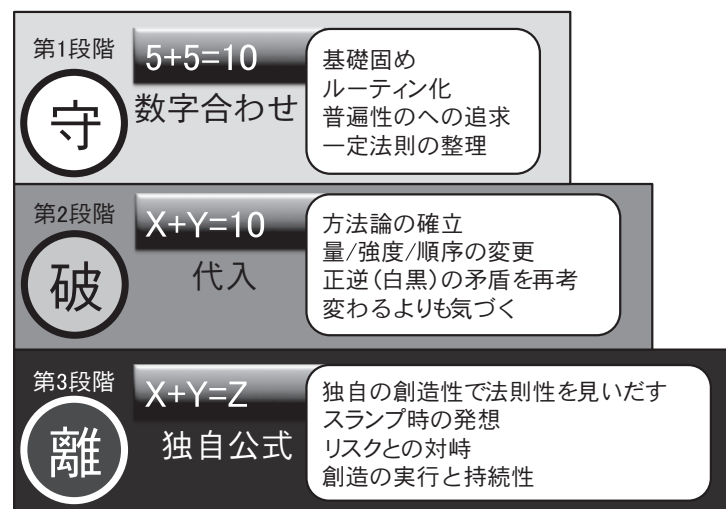 第1段階
守
5+5=10
数字合わせ
基礎固め
ルーティン化
普遍性のへの追求
一定法則の整理
第2段階
破
X+Y=10
代入
方法論の確立
量/強度/順序の変更
正逆(白黒)の矛盾を再考
変わるよりも気づく
第3段階
離
X+Y=Z
独自公式
独自の創造性で法則性を見いだす
スランプ時の発想
リスクとの対峙
創造の実行と持続性